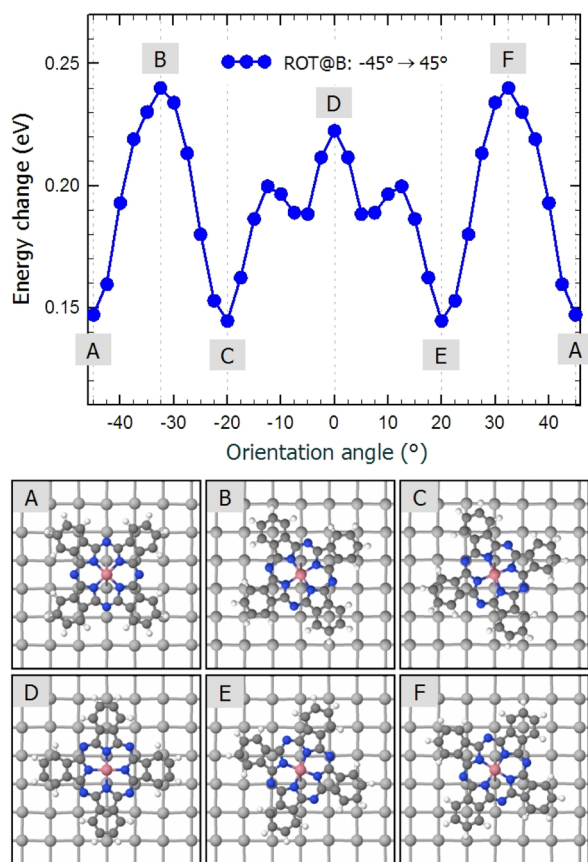 B
ROT@B: -45° → 45°
F
D
0.25
0.20
0.15
Energy change (eV)
A
C
E
A
-40
-30
-20
-10
0
10
20
30
40
Orientation angle (°)
A
B
C
D
E
F